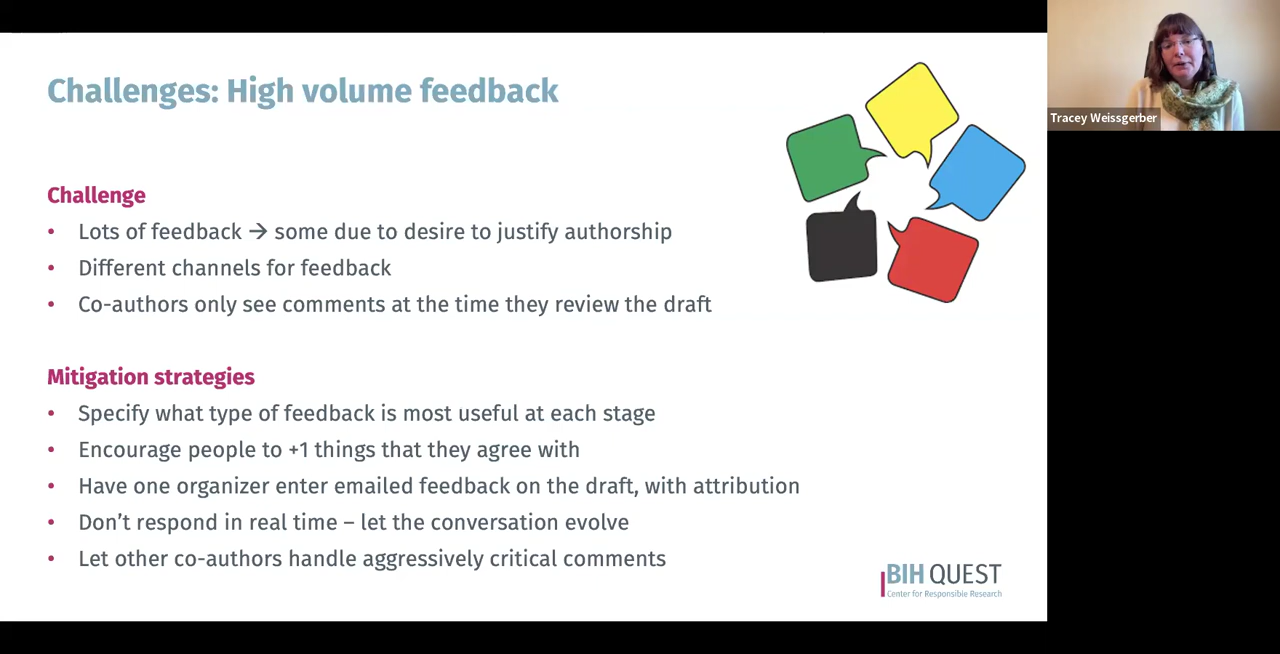 Challenges: High volume feedback
Tracey Weissgerber
Challenge
• Lots of feedback → some due to desire to justify authorship
• Different channels for feedback
• Co-authors only see comments at the time they review the draft
Mitigation strategies
• Specify what type of feedback is most useful at each stage
• Encourage people to +1 things that they agree with
• Have one organizer enter emailed feedback on the draft, with attribution
• Don’t respond in real time – let the conversation evolve
• Let other co-authors handle aggressively critical comments
BIH QUEST
Center for Responsible Research